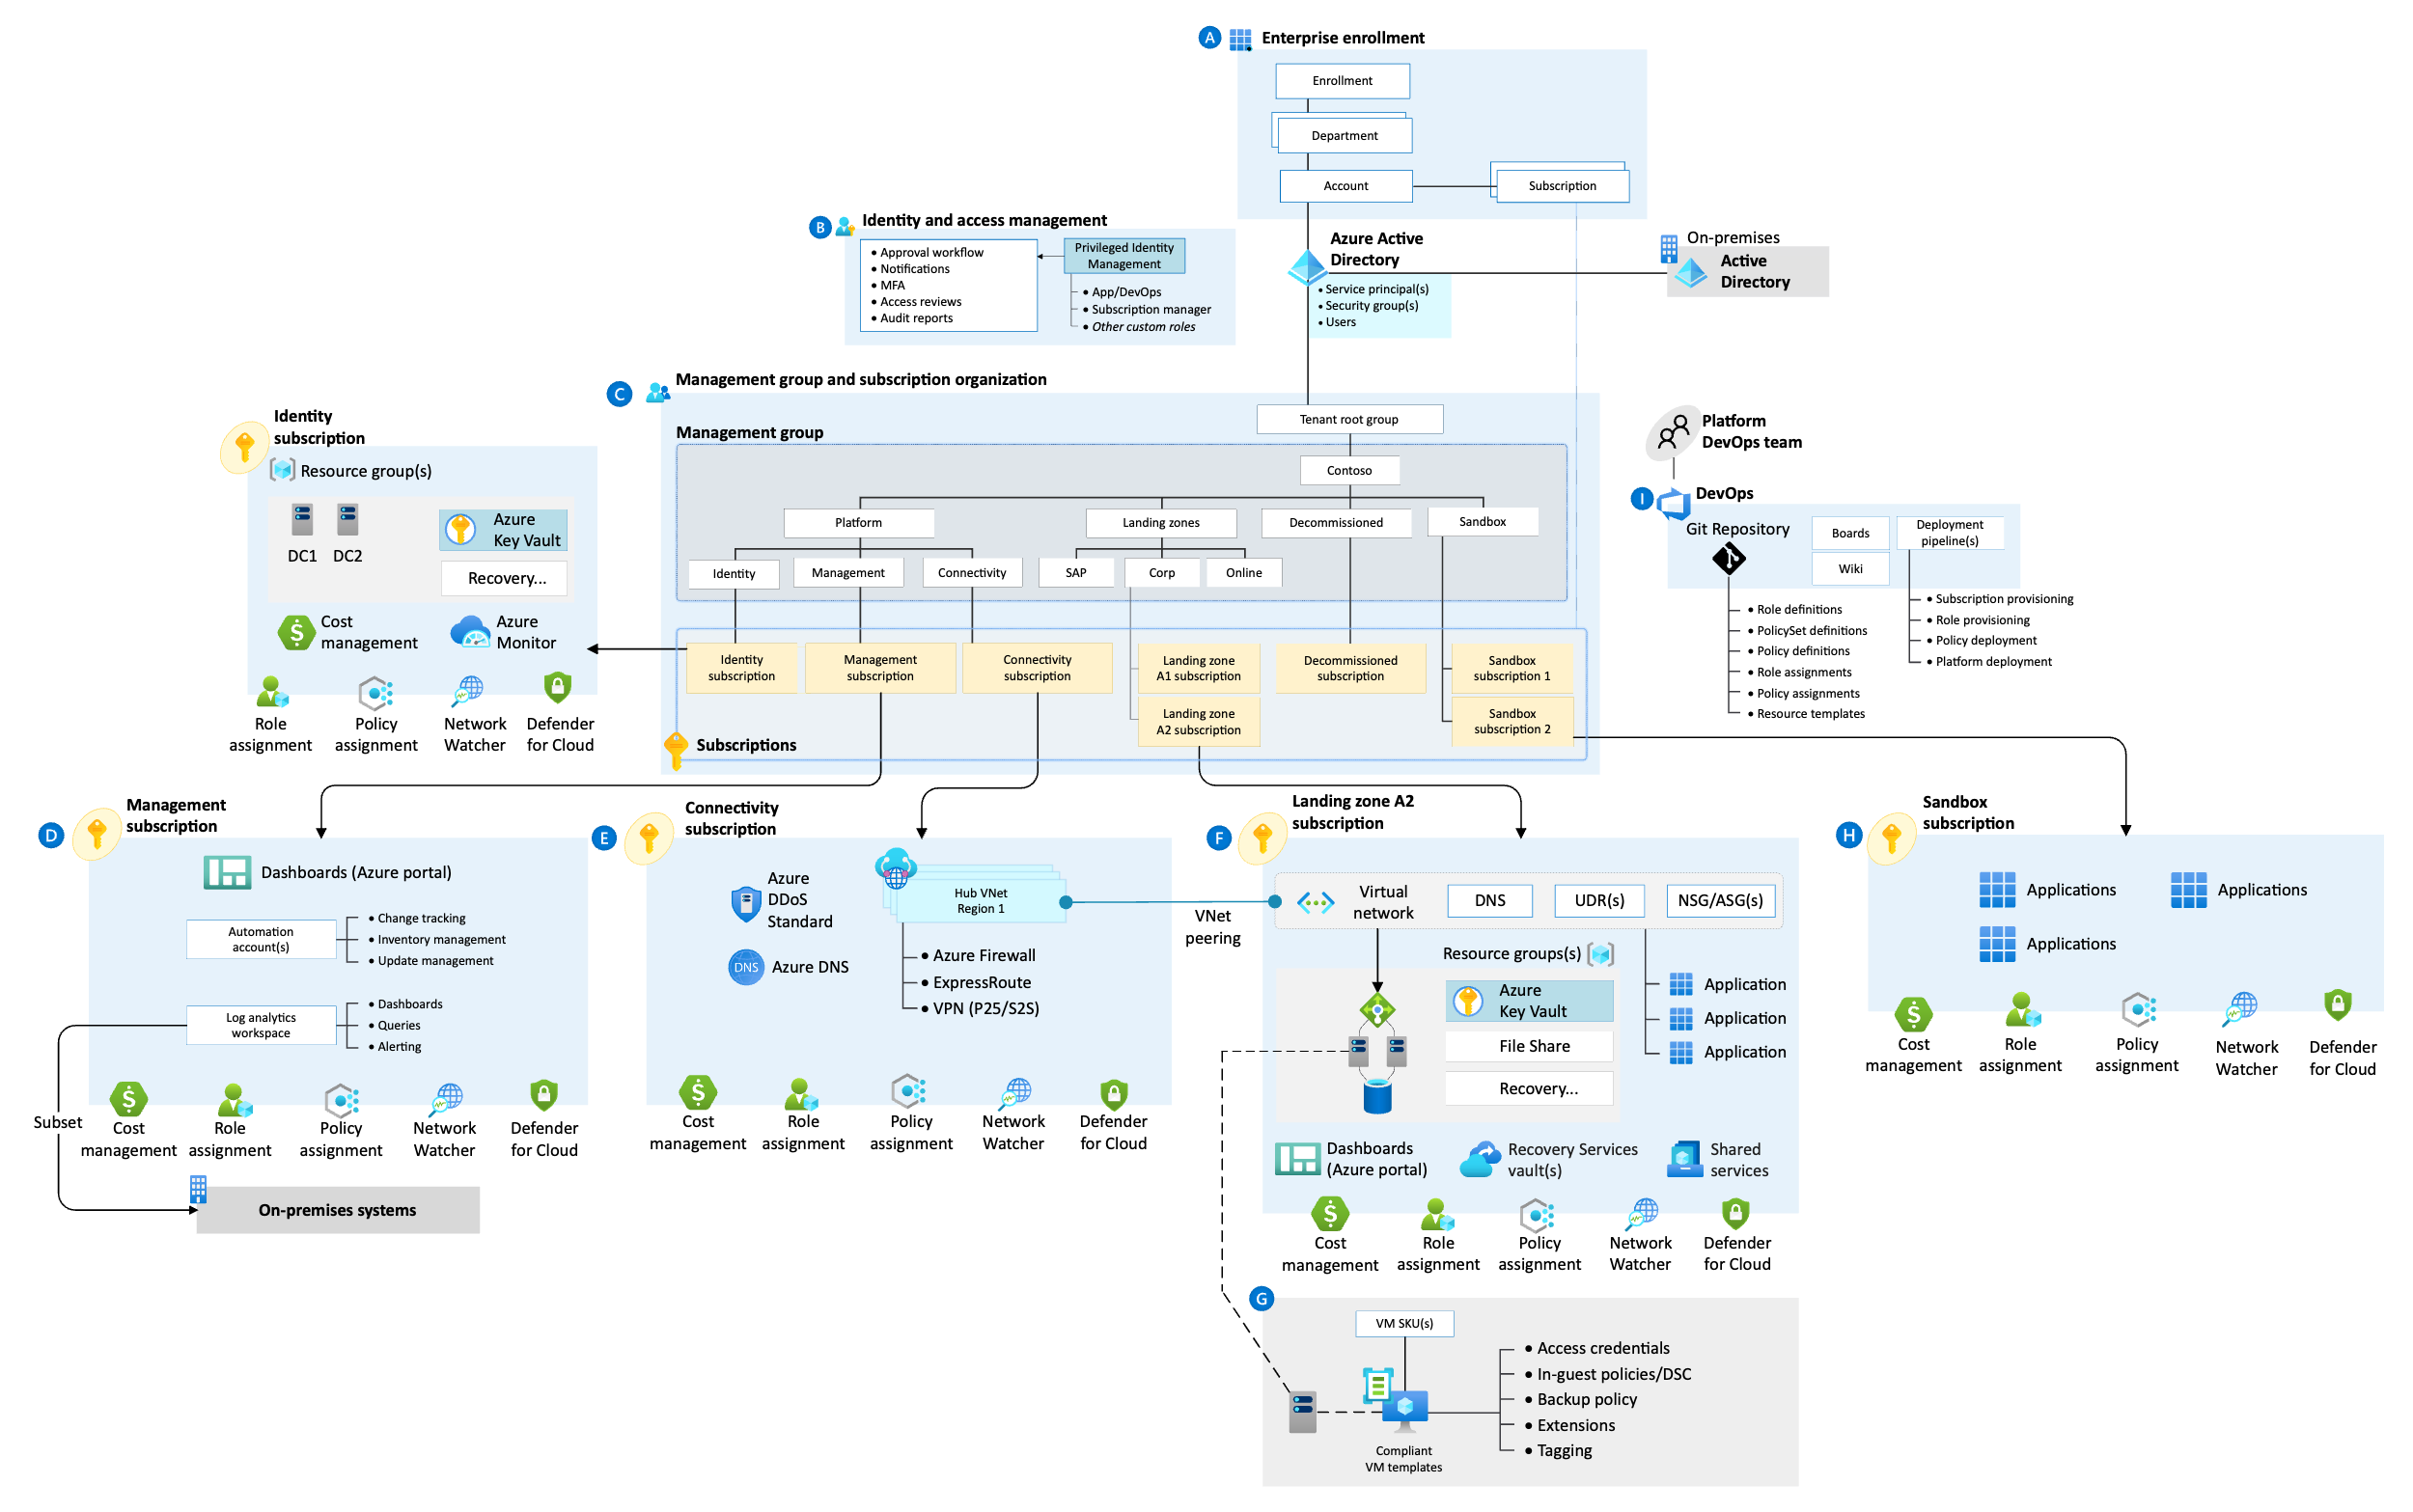 A
Enterprise enrollment
Enrollment
Department
Account
Subscription
B
Identity and access management
• Approval workflow
• Notifications
• MFA
• Access reviews
• Audit reports
Privileged Identity
Management
• App/DevOps
• Subscription manager
• Other custom roles
Azure Active
Directory
• Service principal(s)
• Security group(s)
• Users
On-premises
Active
Directory
C
Management group and subscription organization
Tenant root group
Management group
Contoso
Platform
Landing zones
Decommissioned
Sandbox
Identity
Management
Connectivity
SAP
Corp
Online
Identity
subscription
Management
subscription
Connectivity
subscription
Landing zone
A1 subscription
Decommissioned
subscription
Sandbox
subscription 1
Landing zone
A2 subscription
Sandbox
subscription 2
Subscriptions
Identity
subscription
Resource group(s)
DC1
DC2
Azure
Key Vault
Recovery...
Cost
management
Azure
Monitor
Role
assignment
Policy
assignment
Network
Watcher
Defender
for Cloud
Platform
DevOps team
I
DevOps
Git Repository
Boards
Wiki
Deployment
pipeline(s)
• Role definitions
• PolicySet definitions
• Policy definitions
• Role assignments
• Policy assignments
• Resource templates
• Subscription provisioning
• Role provisioning
• Policy deployment
• Platform deployment
D
Management
subscription
Dashboards (Azure portal)
Automation
account(s)
• Change tracking
• Inventory management
• Update management
Log analytics
workspace
• Dashboards
• Queries
• Alerting
Subset
Cost
management
Role
assignment
Policy
assignment
Network
Watcher
Defender
for Cloud
On-premises systems
E
Connectivity
subscription
Azure
DDoS
Standard
DNS
Azure DNS
Hub VNet
Region 1
• Azure Firewall
• ExpressRoute
• VPN (P25/S2S)
Cost
management
Role
assignment
Policy
assignment
Network
Watcher
Defender
for Cloud
VNet
peering
F
Landing zone A2
subscription
Virtual
network
DNS
UDR(s)
NSG/ASG(s)
Resource groups(s)
Azure
Key Vault
File Share
Recovery...
Application
Application
Application
Dashboards
(Azure portal)
Recovery Services
vault(s)
Shared
services
Cost
management
Role
assignment
Policy
assignment
Network
Watcher
Defender
for Cloud
G
VM SKU(s)
Compliant
VM templates
• Access credentials
• In-guest policies/DSC
• Backup policy
• Extensions
• Tagging
H
Sandbox
subscription
Applications
Applications
Applications
Cost
management
Role
assignment
Policy
assignment
Network
Watcher
Defender
for Cloud